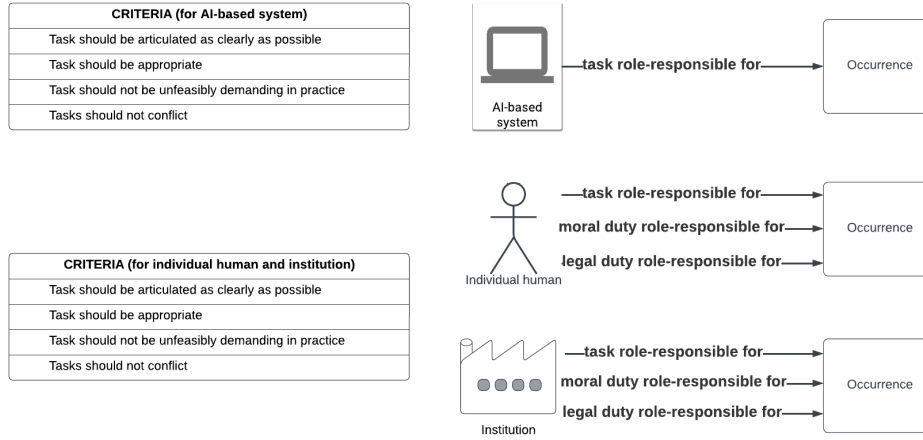 CRITERIA (for AI-based system)
Task should be articulated as clearly as possible
Task should be appropriate
Task should not be unfeasibly demanding in practice
Tasks should not conflict
task role-responsible for
Occurrence
AI-based
system
task role-responsible for
moral duty role-responsible for
legal duty role-responsible for
Occurrence
Individual human
CRITERIA (for individual human and institution)
Task should be articulated as clearly as possible
Task should be appropriate
Task should not be unfeasibly demanding in practice
Tasks should not conflict
task role-responsible for
moral duty role-responsible for
legal duty role-responsible for
Occurrence
Institution